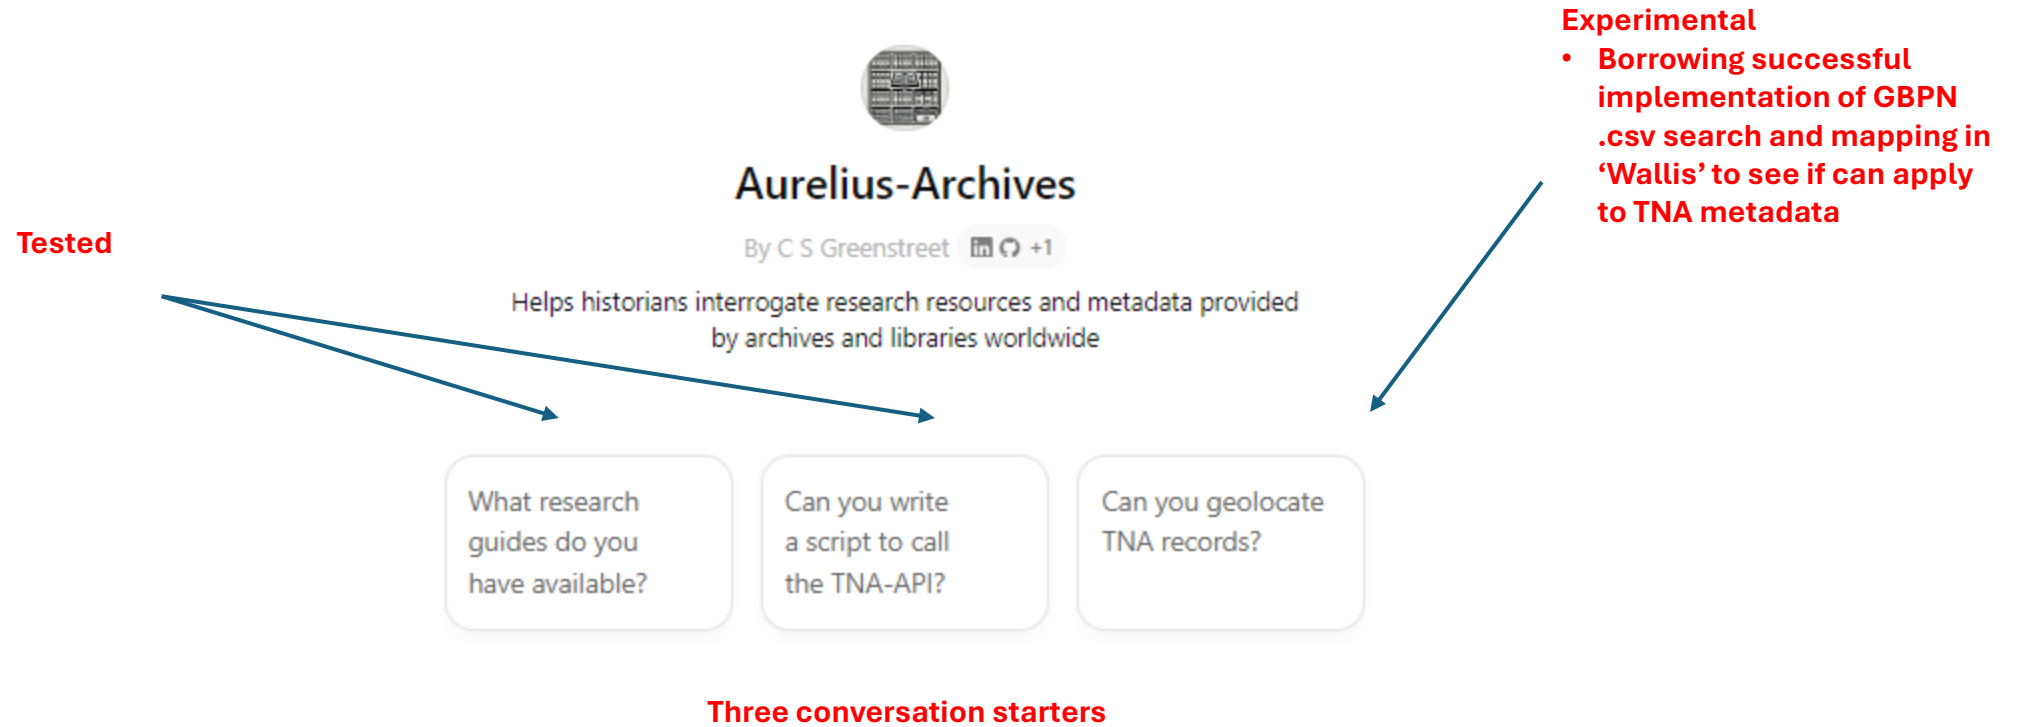 Experimental
• Borrowing successful
implementation of GBPN
.csv search and mapping in
‘Wallis’ to see if can apply
to TNA metadata
Aurelius-Archives
Tested
By C S Greenstreet in +1
Helps historians interrogate research resources and metadata provided
by archives and libraries worldwide
What research
guides do you
have available?
Can you write
a script to call
the TNA-API?
Can you geolocate
TNA records?
Three conversation starters